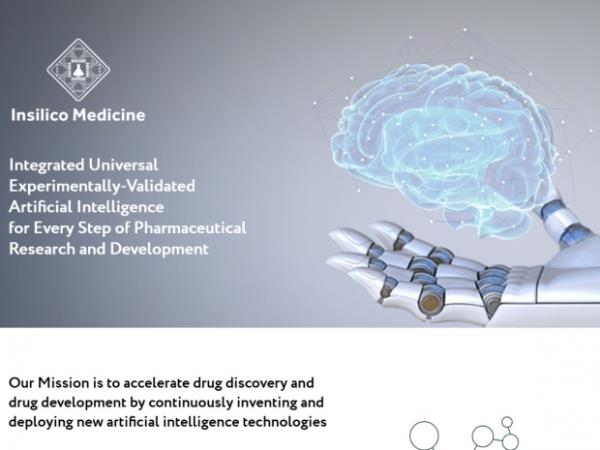 Insilico Medicine
Integrated Universal
Experimentally-Validated
Artificial Intelligence
for Every Step of Pharmaceutical
Research and Development
Our Mission is to accelerate drug discovery and
drug development by continuously inventing and
deploying new artificial intelligence technologies